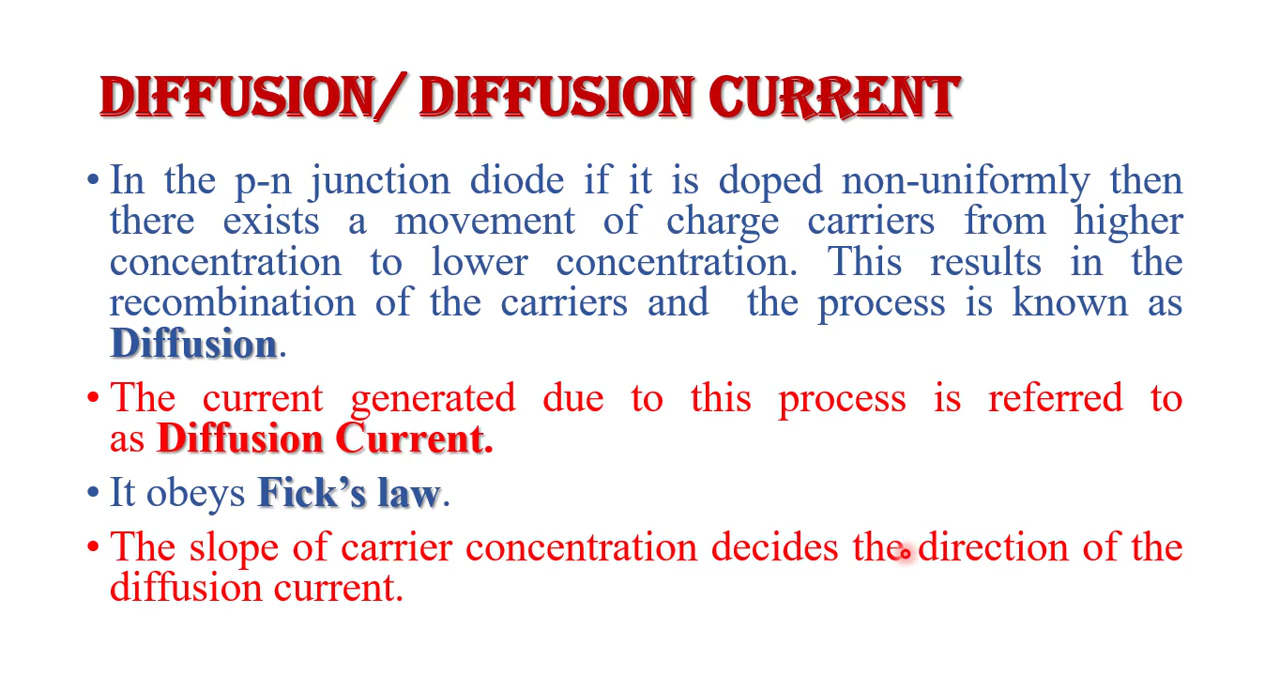 DIFFUSION/ DIFFUSION CURRENT
• In the p-n junction diode if it is doped non-uniformly then
there exists a movement of charge carriers from higher
concentration to lower concentration. This results in the
recombination of the carriers and the process is known as
Diffusion.
• The current generated due to this process is referred to
as Diffusion Current.
• It obeys Fick’s law.
• The slope of carrier concentration decides the direction of the
diffusion current.